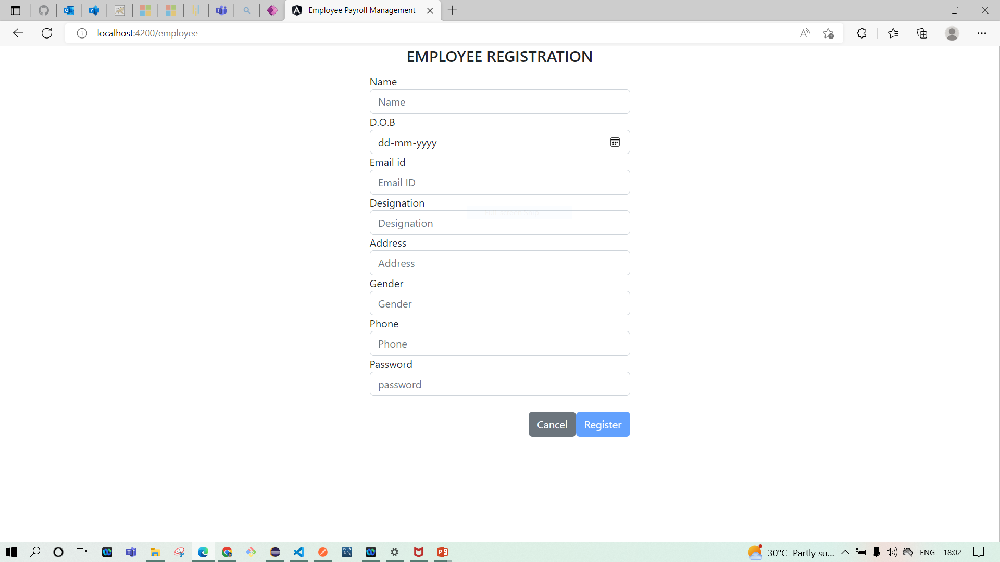 Employee Payroll Management
localhost:4200/employee
EMPLOYEE REGISTRATION
Name
Name
D.O.B
dd-mm-yyyy
Email id
Email ID
Designation
Full-screen Snip
Designation
Address
Address
Gender
Gender
Phone
Phone
Password
password
Cancel Register
30°C Partly su... ENG 18:02